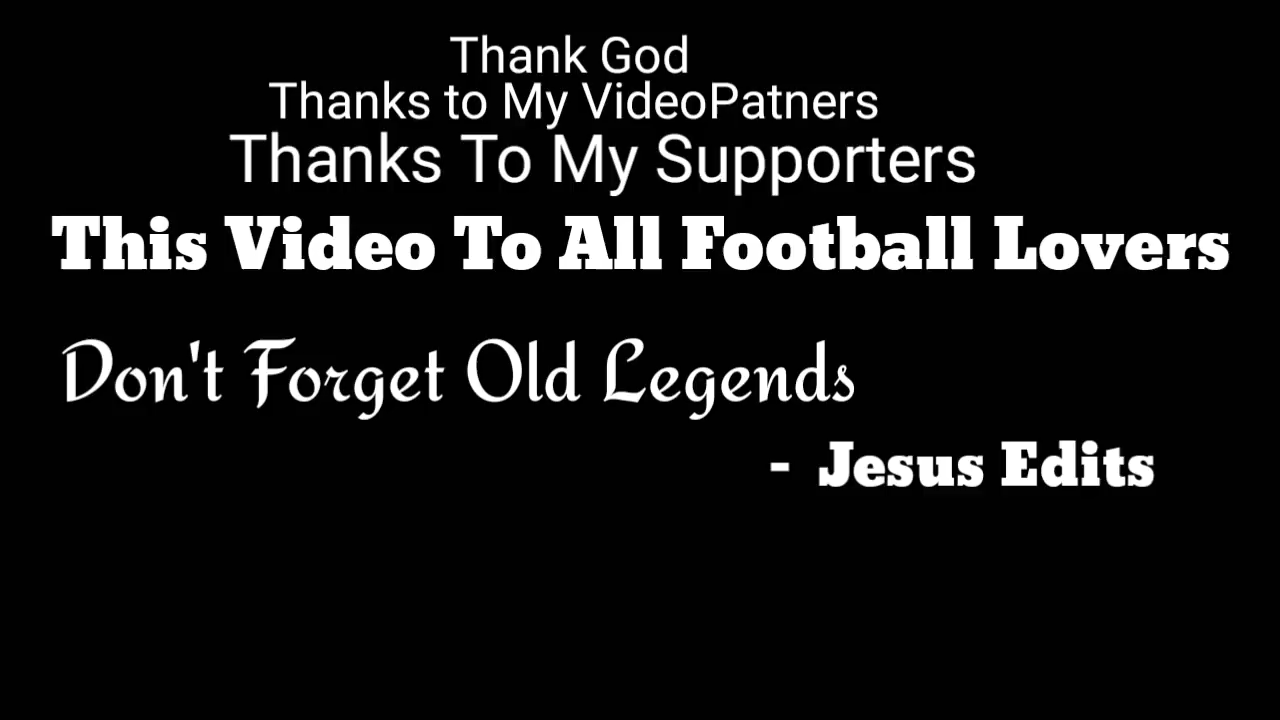 Thank God
Thanks to My VideoPatners
Thanks To My Supporters
This Video To All Football Lovers
Don't Forget Old Legends
- Jesus Edits